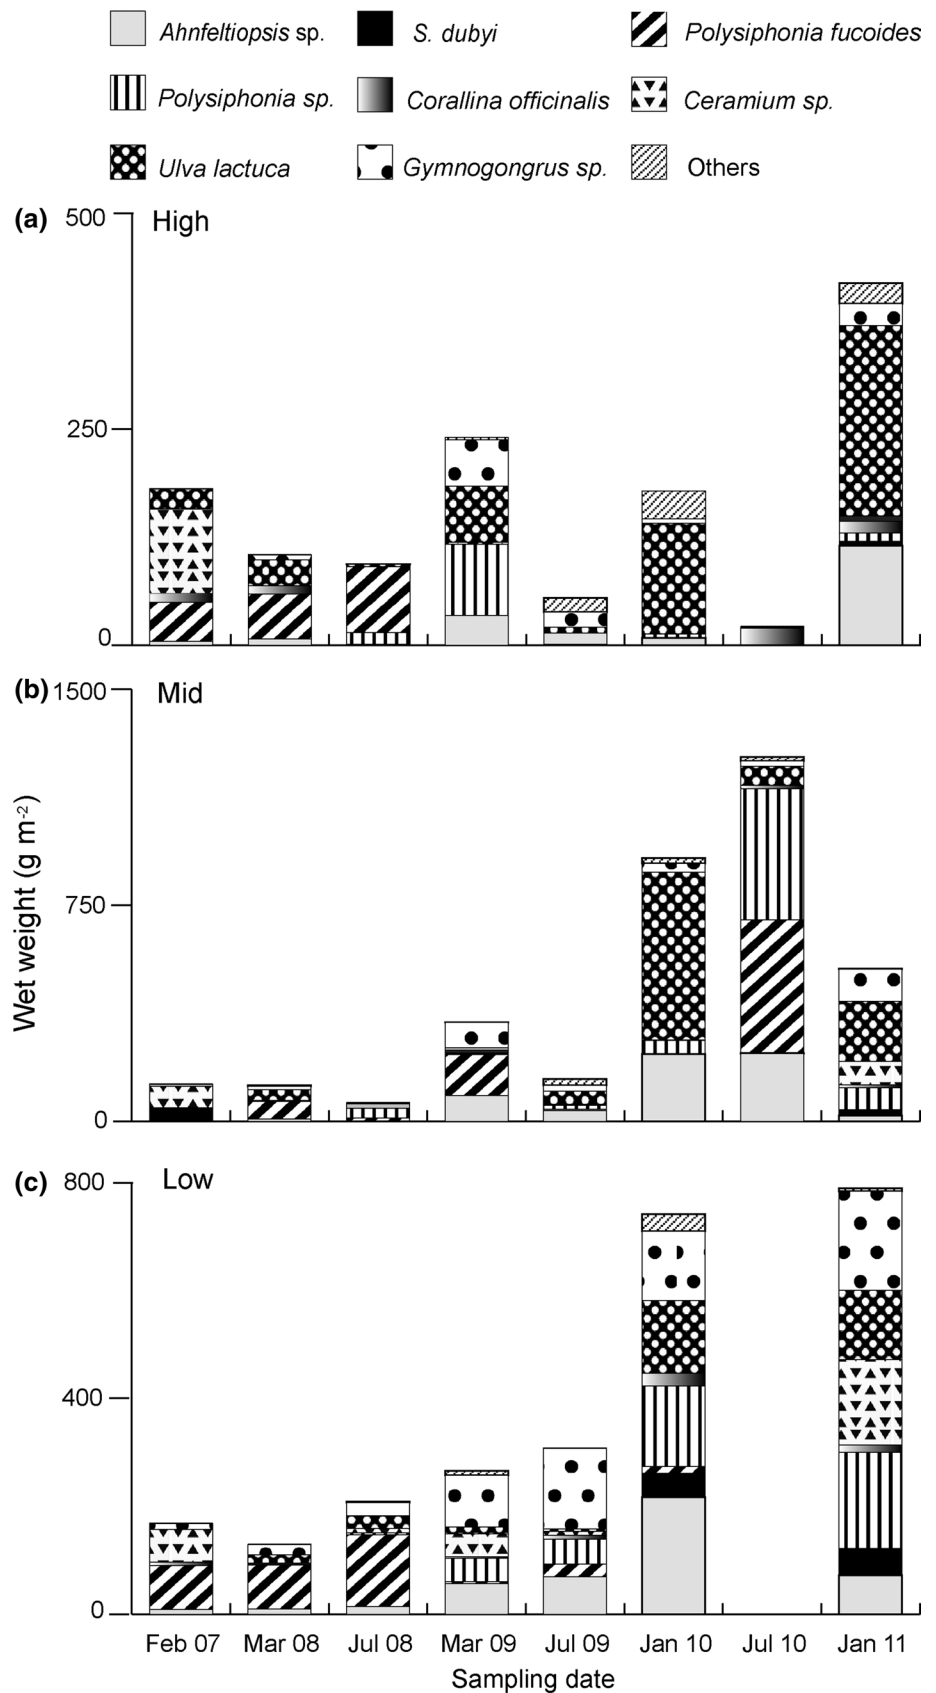 Ahnfeltiopsis sp. S. dubyi Polysiphonia fucoides
Polysiphonia sp. Corallina officinalis Ceramium sp.
Ulva lactuca Gymnogongrus sp. Others
(a) 500 High
250
0
(b) 1500 Mid
750
0
Wet weight (g m-2)
(c) 800 Low
400
0
Feb 07 Mar 08 Jul 08 Mar 09 Jul 09 Jan 10 Jul 10 Jan 11
Sampling date